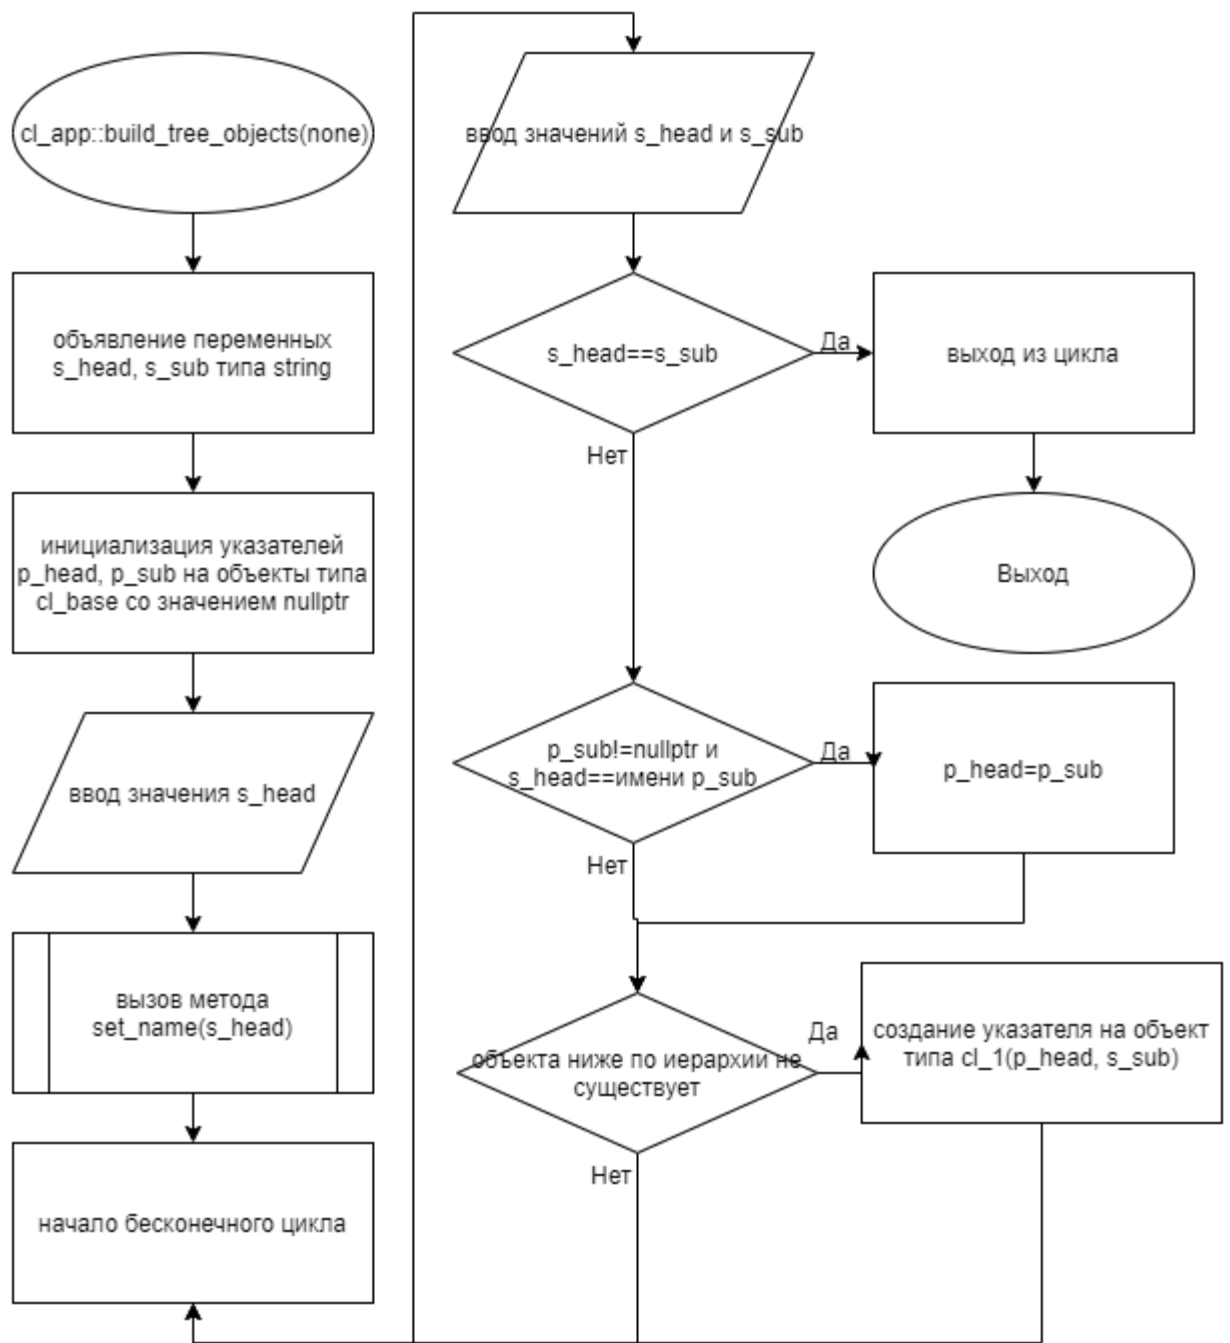 cl_app::build_tree_objects(none)
объявление переменных
s_head, s_sub типа string
инициализация указателей
p_head, p_sub на объекты типа
cl_base со значением nullptr
ввод значения s_head
вызов метода
set_name(s_head)
начало бесконечного цикла
ввод значений s_head и s_sub
s_head==s_sub
Да
выход из цикла
Выход
Нет
p_sub!=nullptr и
s_head==имени p_sub
Да
p_head=p_sub
Нет
объекта ниже по иерархии не
существует
Да
создание указателя на объект
типа cl_1(p_head, s_sub)
Нет